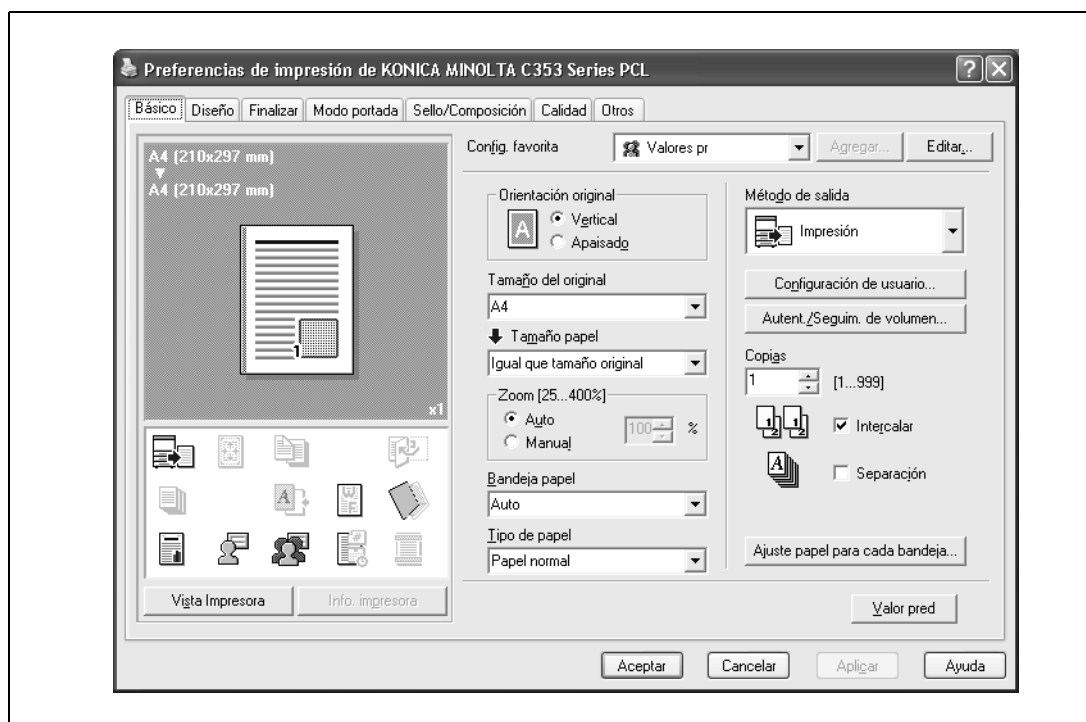 Preferencias de impresión de KONICA MINOLTA C353 Series PCL
Básico Diseño Finalizar Modo portada Sello/Composición Calidad Otros
A4 (210x297 mm)
A4 (210x297 mm)
1
x1
Vista Impresora
Info. impresora
Config. favorita
Valores pr
Agregar...
Editar...
Orientación original
A
Vertical
Apaisado
Tamaño del original
A4
Tamaño papel
Igual que tamaño original
Zoom [25...400%]
Auto
Manual
100
%
Bandeja papel
Auto
Tipo de papel
Papel normal
Método de salida
Impresión
Configuración de usuario...
Autent./Seguim. de volumen...
Copias
1
[1...999]
Intercalar
Separación
Ajuste papel para cada bandeja...
Valor pred
Aceptar
Cancelar
Aplicar
Ayuda